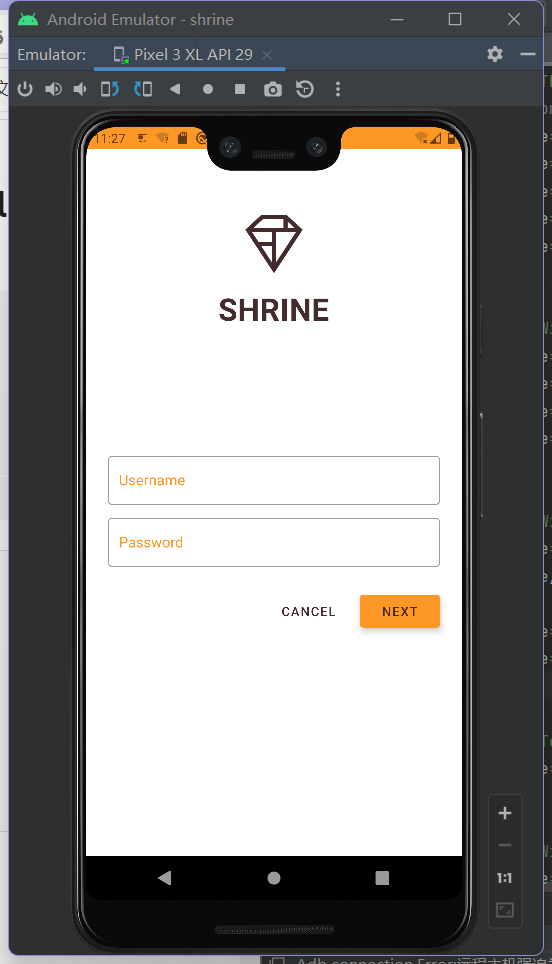 Android Emulator - shrine
Emulator: Pixel 3 XL API 29
11:27
SHRINE
Username
Password
CANCEL NEXT
1:1
Adb connection Error:远程主机强迫